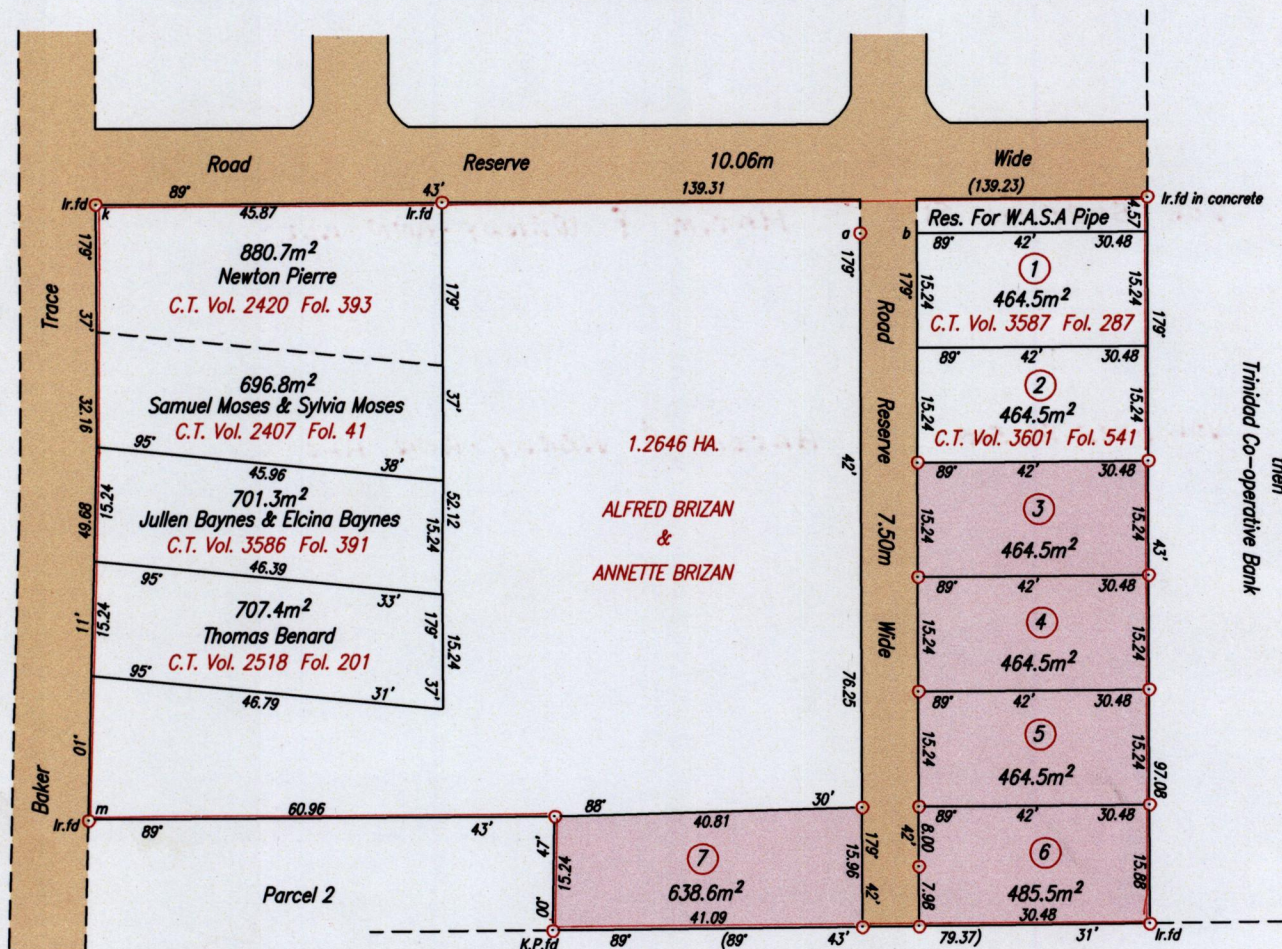 Road Reserve 10.06m Wide
89° 43' 139.31 (139.23)
Ir.fd k 45.87 Ir.fd
Ir.fd in concrete
4.57
Res. For W.A.S.A Pipe
a b
89° 42' 30.48
179° 37' 32.16
880.7m²
Newton Pierre
C.T. Vol. 2420 Fol. 393
179°
37'
696.8m²
Samuel Moses & Sylvia Moses
C.T. Vol. 2407 Fol. 41
95° 38'
45.96
15.24
49.68
701.3m²
Jullen Baynes & Elcina Baynes
C.T. Vol. 3586 Fol. 391
52.12
15.24
46.39
95° 33'
15.24
11'
707.4m²
Thomas Benard
C.T. Vol. 2518 Fol. 201
179°
15.24
37'
95° 31'
46.79
01°
Baker Trace
m
Ir.fd
60.96
89° 43'
Parcel 2
1.2646 HA.
ALFRED BRIZAN
&
ANNETTE BRIZAN
179°
42'
76.25
88° 30'
40.81
47'
15.24
00°
7
638.6m²
41.09
15.96
K.P.fd
89° (89° 43' 79.37) 31'
Ir.fd
Road Reserve 7.50m Wide
179°
42'
179°
42'
1
464.5m²
C.T. Vol. 3587 Fol. 287
15.24
15.24
179°
89° 42' 30.48
2
464.5m²
C.T. Vol. 3601 Fol. 541
15.24
15.24
89° 42' 30.48
3
464.5m²
15.24
15.24
43'
89° 42' 30.48
4
464.5m²
15.24
15.24
89° 42' 30.48
5
464.5m²
15.24
15.24
97.08
89° 42' 30.48
8.00
7.98
6
485.5m²
30.48
15.88
Trinidad Co-operative Bank
then